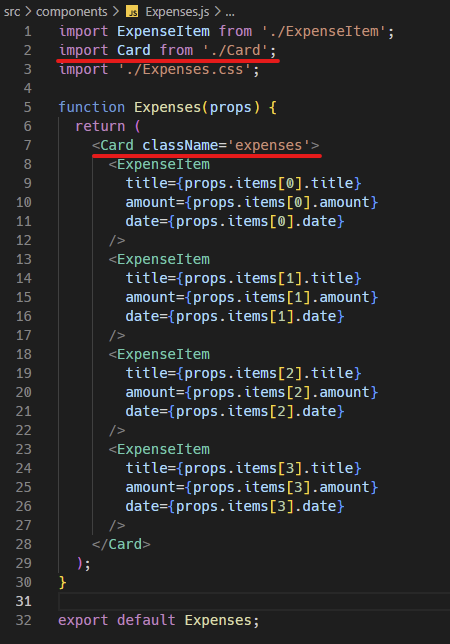 src > components > JS Expenses.js > ...
1 import ExpenseItem from './ExpenseItem';
2 import Card from './Card';
3 import './Expenses.css';
4
5 function Expenses(props) {
6   return (
7     <Card className='expenses'>
8       <ExpenseItem
9         title={props.items[0].title}
10         amount={props.items[0].amount}
11         date={props.items[0].date}
12       />
13       <ExpenseItem
14         title={props.items[1].title}
15         amount={props.items[1].amount}
16         date={props.items[1].date}
17       />
18       <ExpenseItem
19         title={props.items[2].title}
20         amount={props.items[2].amount}
21         date={props.items[2].date}
22       />
23       <ExpenseItem
24         title={props.items[3].title}
25         amount={props.items[3].amount}
26         date={props.items[3].date}
27       />
28     </Card>
29   );
30 }
31
32 export default Expenses;